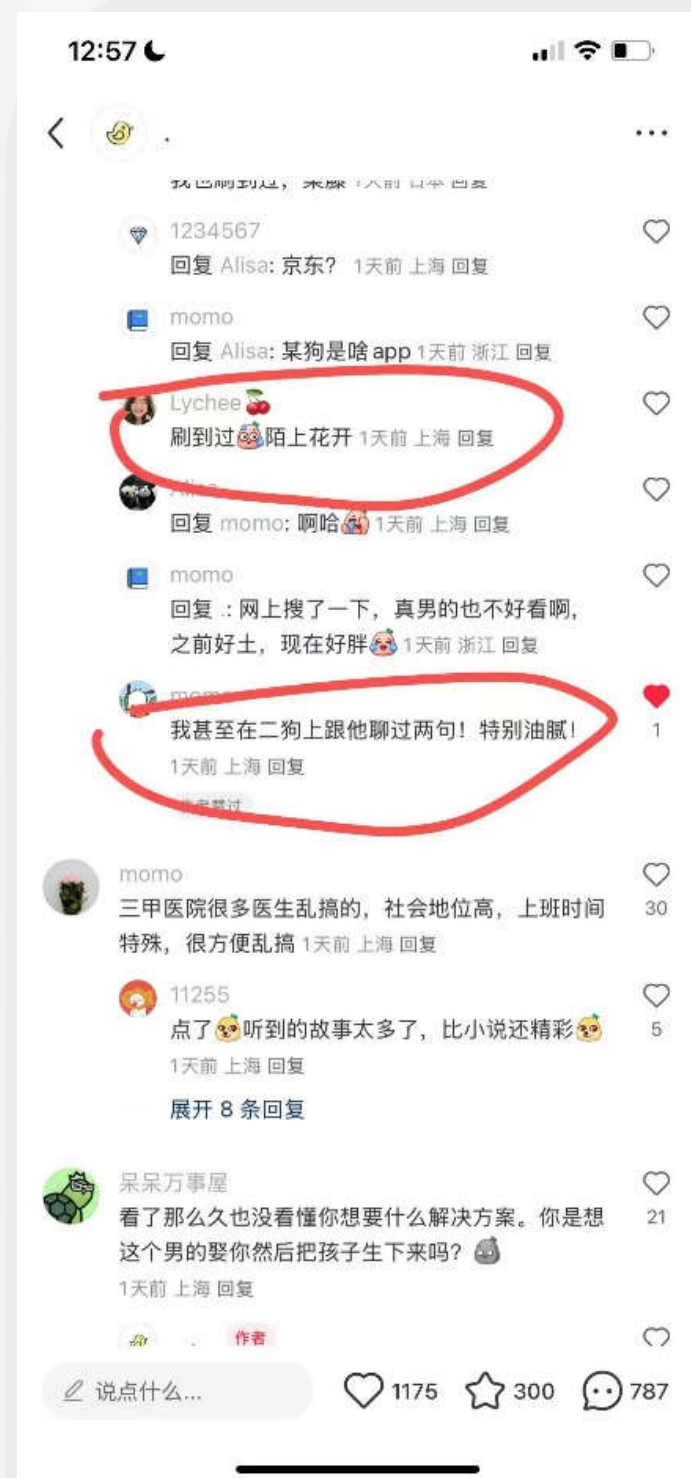 12:57
.
1234567
回复 Alisa: 京东? 1天前 上海 回复
momo
回复 Alisa: 某狗是啥app 1天前 浙江 回复
Lychee🍒
刷到过 陌上花开 1天前 上海 回复
回复 momo: 啊哈 1天前 上海 回复
momo
回复 .: 网上搜了一下，真男的也不好看啊，
之前好土，现在好胖 1天前 浙江 回复
momo
我甚至在二狗上跟他聊过两句！特别油腻！
1天前 上海 回复
1
momo
三甲医院很多医生乱搞的，社会地位高，上班时间
特殊，很方便乱搞 1天前 上海 回复
30
11255
点了 听到的故事太多了，比小说还精彩
1天前 上海 回复
5
展开 8 条回复
呆呆万事屋
看了那么久也没看懂你想要什么解决方案。你是想
这个男的娶你然后把孩子生下来吗？
1天前 上海 回复
21
. 作者
说点什么...
1175
300
787